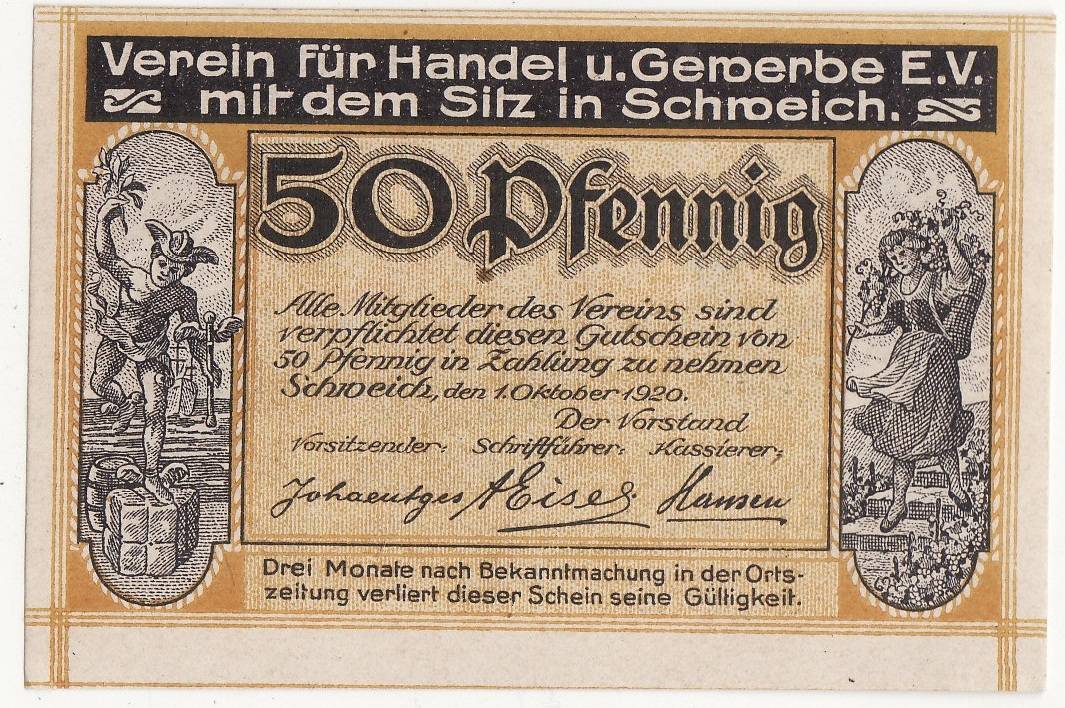 Verein für Handel u. Gewerbe E.V.
mit dem Sitz in Schweich.
50 Pfennig
Alle Mitglieder des Vereins sind
verpflichtet diesen Gutschein von
50 Pfennig in Zahlung zu nehmen
Schweich, den 1. Oktober 1920.
Der Vorstand
Vorsitzender: Schriftführer: Kassierer:
A Eises Hansen
Drei Monate nach Bekanntmachung in der Orts-
zeitung verliert dieser Schein seine Gültigkeit.